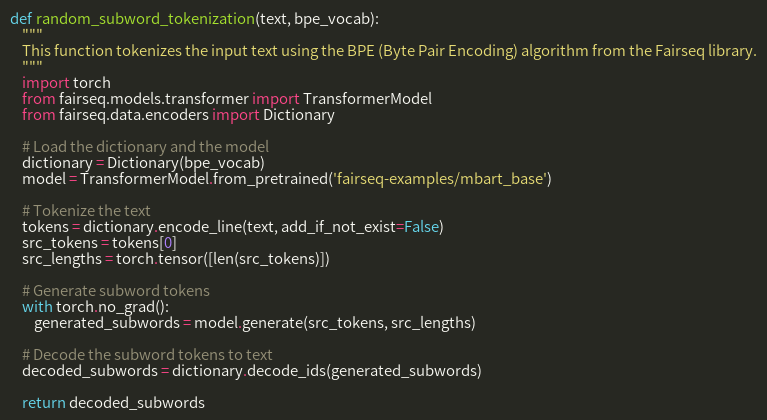 def random_subword_tokenization(text, bpe_vocab):
"""
This function tokenizes the input text using the BPE (Byte Pair Encoding) algorithm from the Fairseq library.
"""
import torch
from fairseq.models.transformer import TransformerModel
from fairseq.data.encoders import Dictionary
# Load the dictionary and the model
dictionary = Dictionary(bpe_vocab)
model = TransformerModel.from_pretrained('fairseq-examples/mbart_base')
# Tokenize the text
tokens = dictionary.encode_line(text, add_if_not_exist=False)
src_tokens = tokens[0]
src_lengths = torch.tensor([len(src_tokens)])
# Generate subword tokens
with torch.no_grad():
generated_subwords = model.generate(src_tokens, src_lengths)
# Decode the subword tokens to text
decoded_subwords = dictionary.decode_ids(generated_subwords)
return decoded_subwords